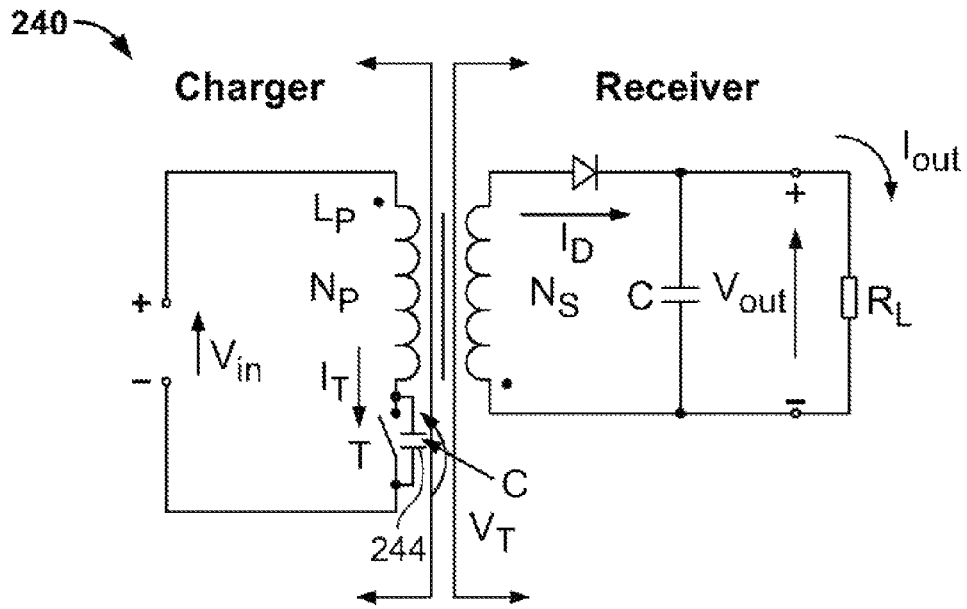 240
Charger
Receiver
I_out
L_P
+
I_D
N_P
N_S
C
V_out
R_L
+
V_in
−
I_T
−
T
C
V_T
244